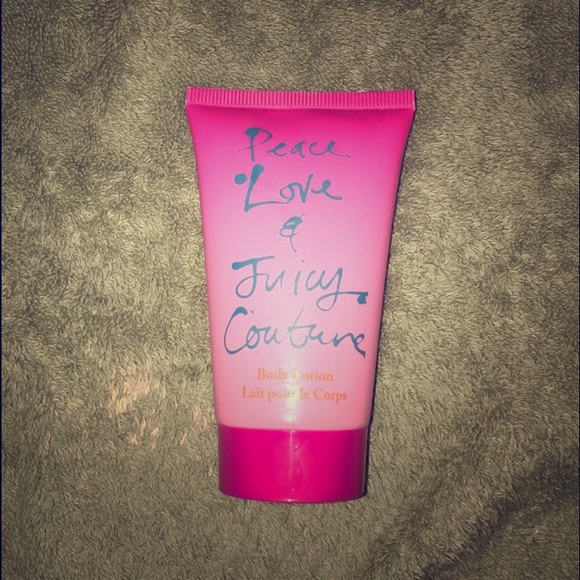 Peace
Love
&
Juicy
Couture
Body Lotion
Lait pour le Corps